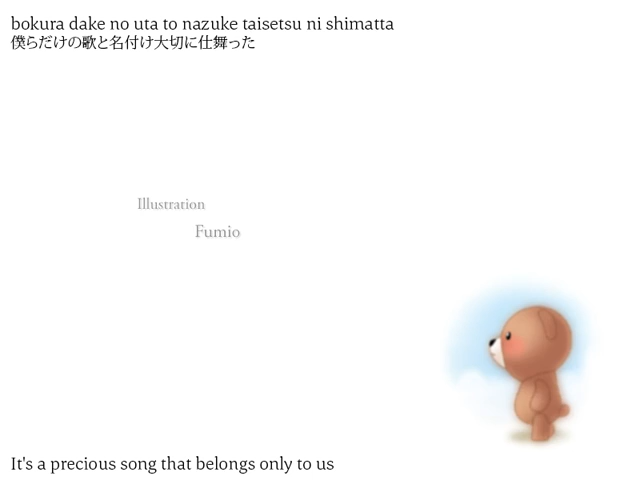 bokura dake no uta to nazuke taisetsu ni shimatta
僕らだけの歌と名付け大切に仕舞った
Illustration
Fumio
It's a precious song that belongs only to us